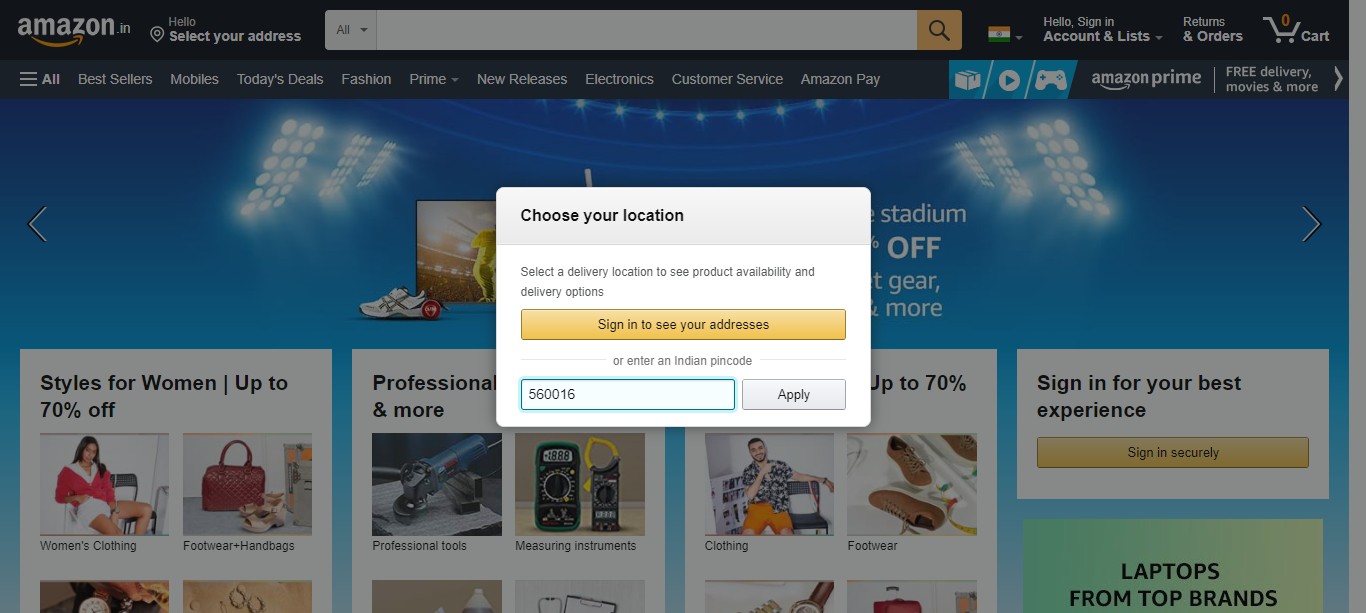 amazon.in
Hello
Select your address
All
Hello, Sign in
Account & Lists
Returns
& Orders
0
Cart
All
Best Sellers
Mobiles
Today's Deals
Fashion
Prime
New Releases
Electronics
Customer Service
Amazon Pay
amazon prime
FREE delivery,
movies & more
stadium
% OFF
gear,
& more
Choose your location
Select a delivery location to see product availability and
delivery options
Sign in to see your addresses
or enter an Indian pincode
560016
Apply
Styles for Women | Up to
70% off
Women's Clothing
Footwear+Handbags
Professional
& more
Professional tools
Measuring instruments
Up to 70%
Clothing
Footwear
Sign in for your best
experience
Sign in securely
LAPTOPS
FROM TOP BRANDS